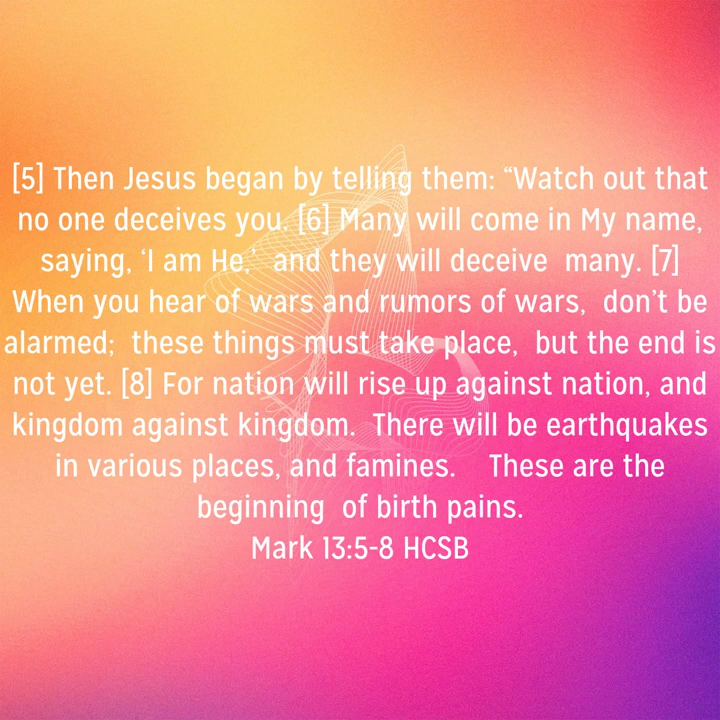 [5] Then Jesus began by telling them: “Watch out that
no one deceives you. [6] Many will come in My name,
saying, ‘I am He,’  and they will deceive  many. [7]
When you hear of wars and rumors of wars,  don’t be
alarmed;  these things must take place,  but the end is
not yet. [8] For nation will rise up against nation, and
kingdom against kingdom.  There will be earthquakes
in various places, and famines.    These are the
beginning  of birth pains.
Mark 13:5-8 HCSB